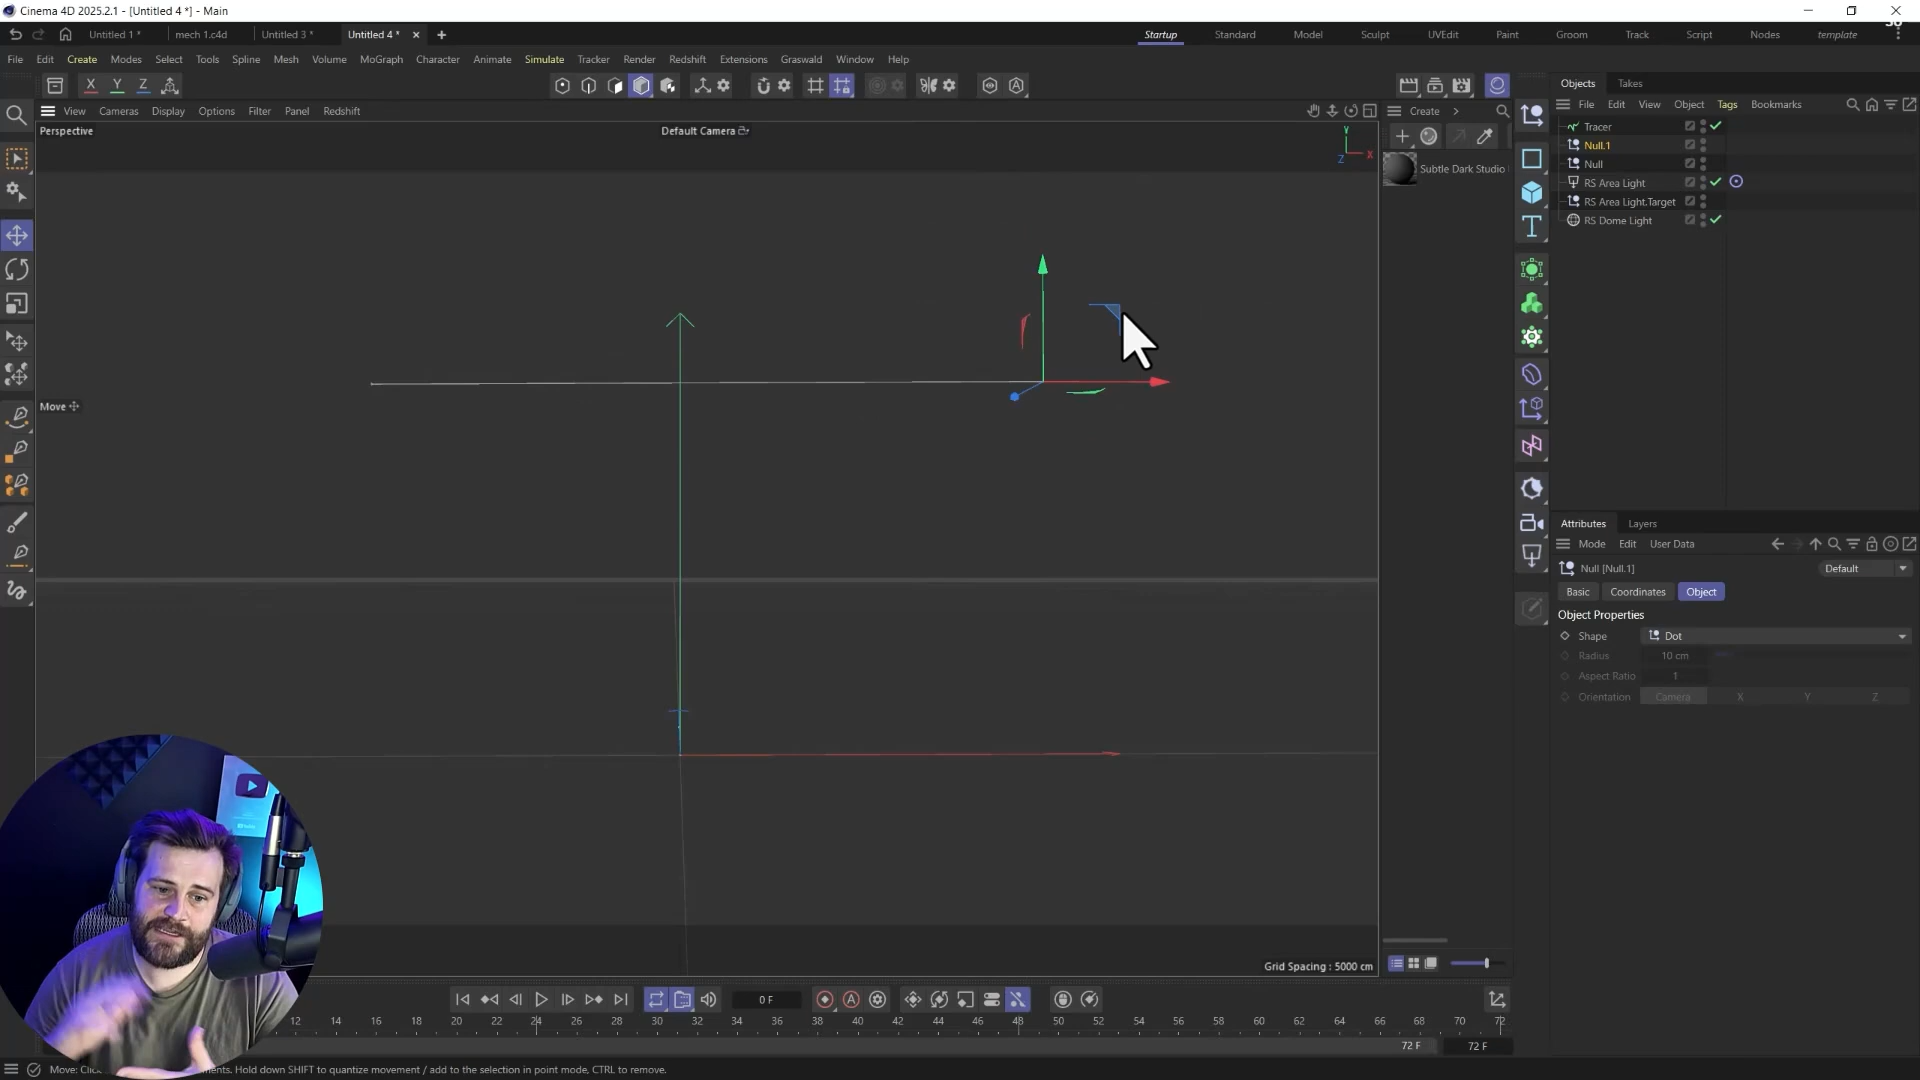 Cinema 4D 2025.2.1 - [Untitled 4 *] - Main
Untitled 1 * mech 1.c4d Untitled 3 * Untitled 4 * Startup Standard Model Sculpt UVEdit Paint Groom Track Script Nodes template
File Edit Create Modes Select Tools Spline Mesh Volume MoGraph Character Animate Simulate Tracker Render Redshift Extensions Graswald Window Help
X Y Z
View Cameras Display Options Filter Panel Redshift
Perspective
Default Camera
Y
Z X
Move
Grid Spacing : 5000 cm
Create
Subtle Dark Studio
Objects Takes
File Edit View Object Tags Bookmarks
Tracer
Null.1
Null
RS Area Light
RS Area Light.Target
RS Dome Light
Attributes Layers
Mode Edit User Data
Null [Null.1] Default
Basic Coordinates Object
Object Properties
Shape Dot
Radius 10 cm
Aspect Ratio 1
Orientation Camera X Y Z
0 F
12 14 16 18 20 22 24 26 28 30 32 34 36 38 40 42 44 46 48 50 52 54 56 58 60 62 64 66 68 70 72
72 F 72 F
Move: Hold down SHIFT to quantize movement / add to the selection in point mode, CTRL to remove.